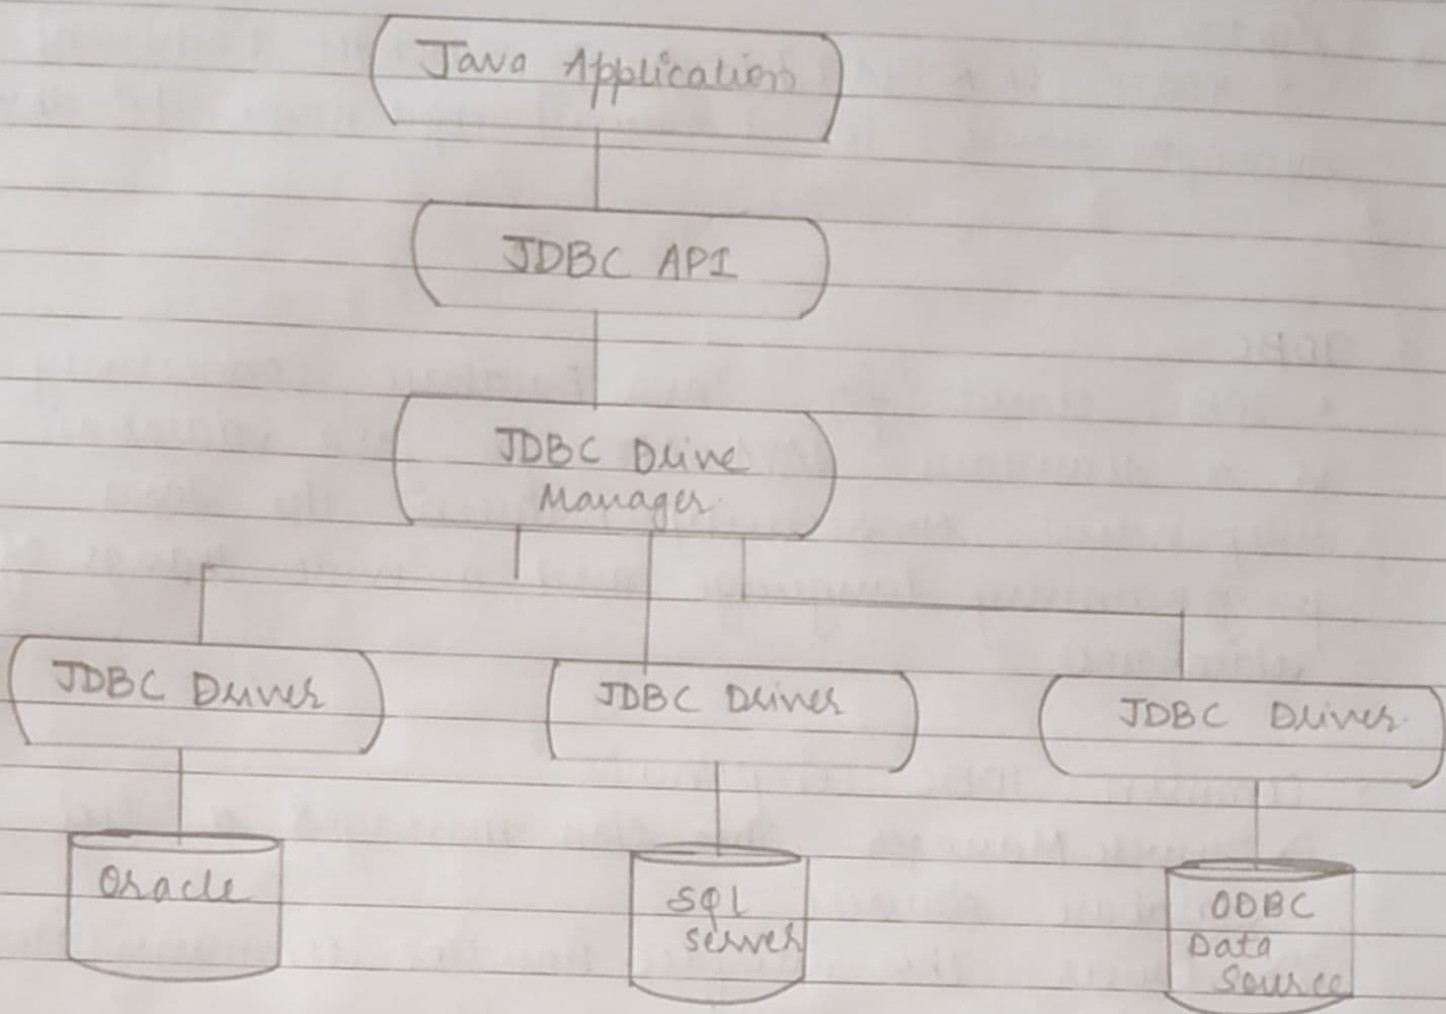 Java Application
JDBC API
JDBC Drive
Manager
JDBC Driver
JDBC Driver
JDBC Driver
Oracle
SQL
Server
ODBC
Data
Source